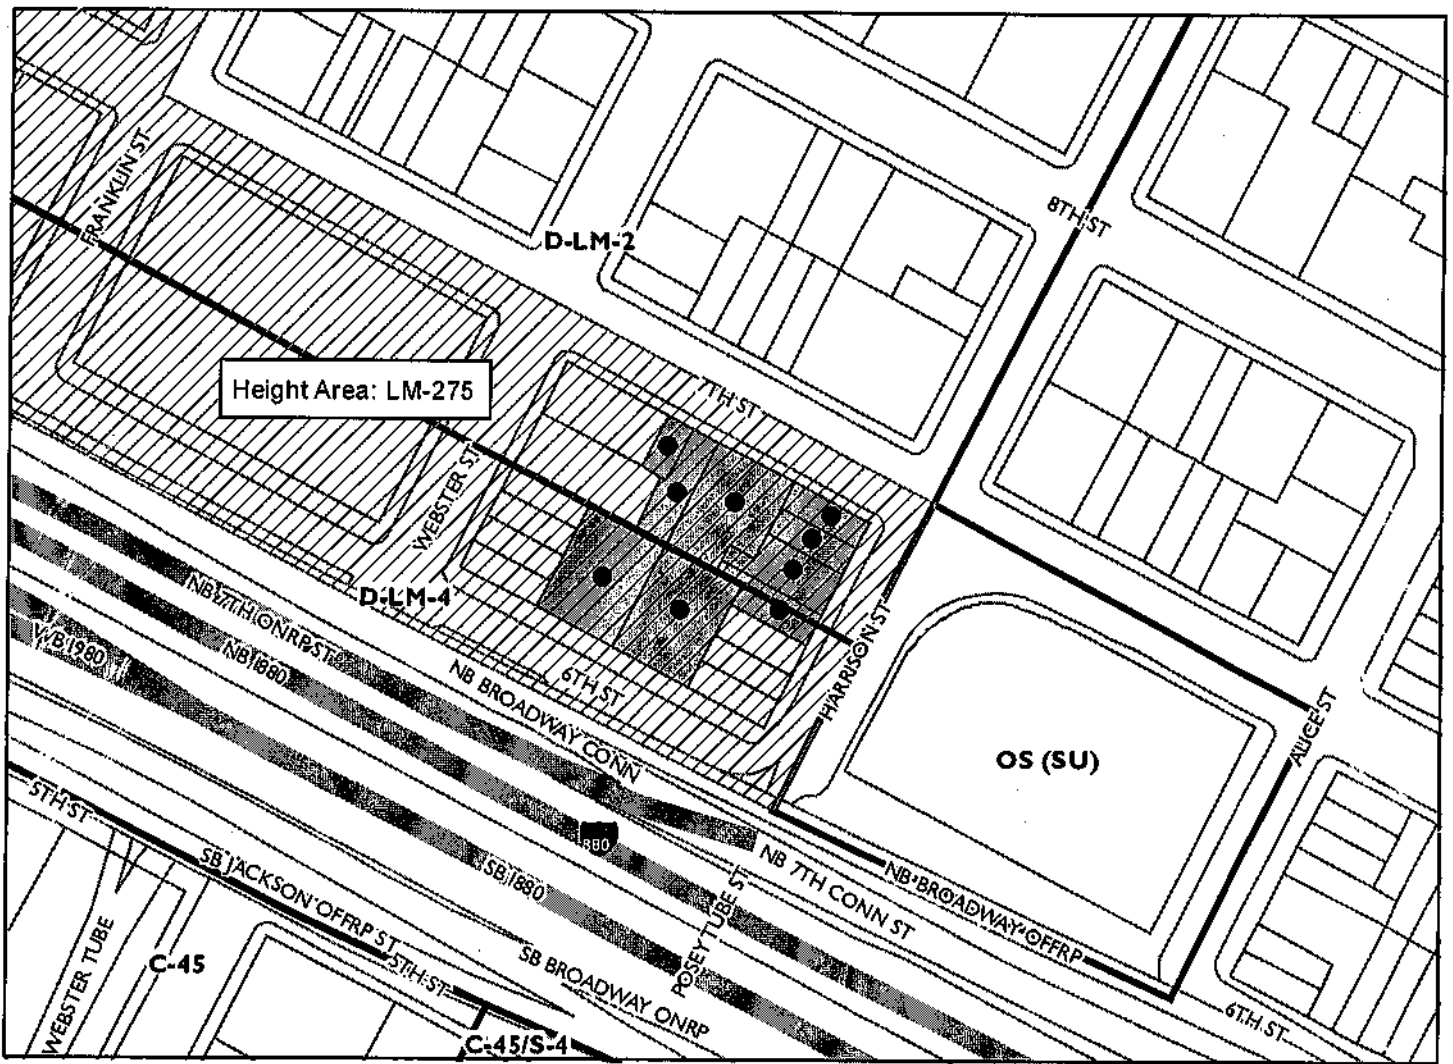 FRANKLIN ST
8TH ST
D-LM-2
Height Area: LM-275
7TH ST
WEBSTER ST
D-LM-4
NB 7TH ONRP ST
NB I880
WB I980
NB BROADWAY CONN
6TH ST
HARRISON ST
OS (SU)
ALICE ST
5TH ST
880
SB JACKSON OFFRP ST
SB I880
NB 7TH CONN ST
NB BROADWAY OFFRP
POSEY TUBE ST
WEBSTER TUBE
C-45
5TH ST
SB BROADWAY ONRP
6TH ST
C-45/S-4